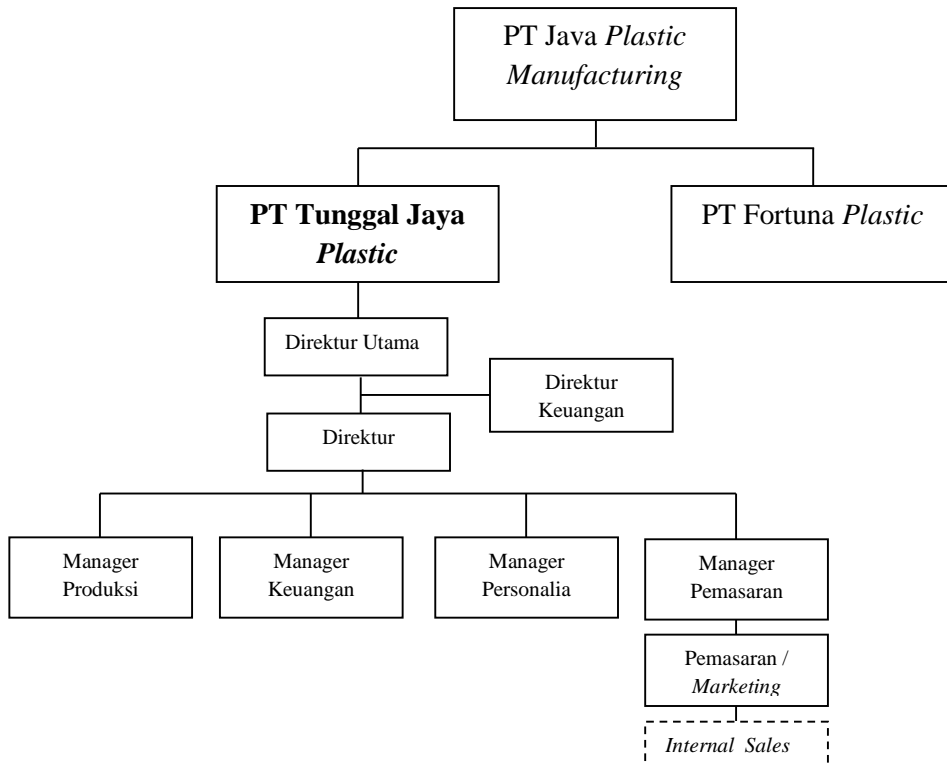 PT Java Plastic
Manufacturing
PT Tunggal Jaya
Plastic
PT Fortuna Plastic
Direktur Utama
Direktur
Keuangan
Direktur
Manager
Produksi
Manager
Keuangan
Manager
Personalia
Manager
Pemasaran
Pemasaran /
Marketing
Internal Sales